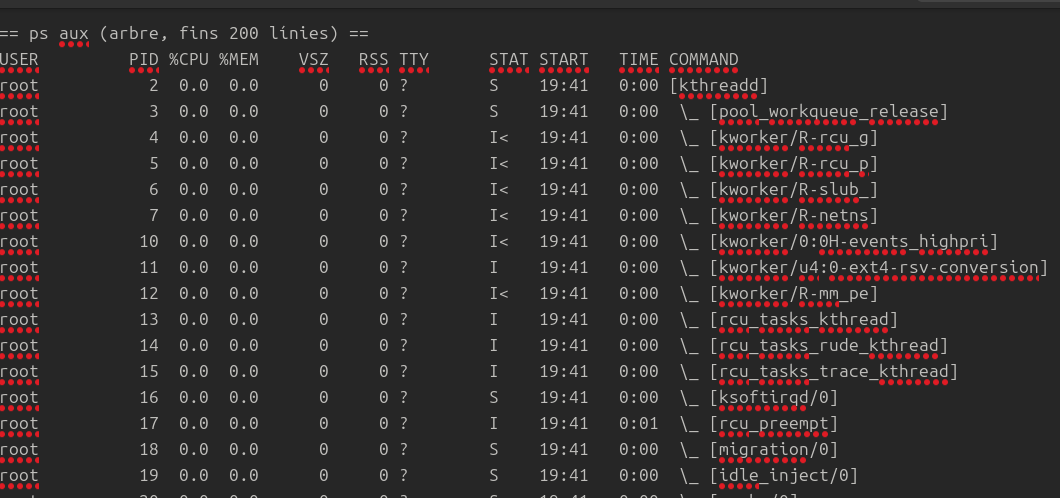 == ps aux (arbre, fins 200 línies) ==
USER         PID %CPU %MEM    VSZ   RSS TTY      STAT START   TIME COMMAND
root           2  0.0  0.0      0     0 ?        S    19:41   0:00 [kthreadd]
root           3  0.0  0.0      0     0 ?        S    19:41   0:00  \_ [pool_workqueue_release]
root           4  0.0  0.0      0     0 ?        I<   19:41   0:00  \_ [kworker/R-rcu_g]
root           5  0.0  0.0      0     0 ?        I<   19:41   0:00  \_ [kworker/R-rcu_p]
root           6  0.0  0.0      0     0 ?        I<   19:41   0:00  \_ [kworker/R-slub_]
root           7  0.0  0.0      0     0 ?        I<   19:41   0:00  \_ [kworker/R-netns]
root          10  0.0  0.0      0     0 ?        I<   19:41   0:00  \_ [kworker/0:0H-events_highpri]
root          11  0.0  0.0      0     0 ?        I    19:41   0:00  \_ [kworker/u4:0-ext4-rsv-conversion]
root          12  0.0  0.0      0     0 ?        I<   19:41   0:00  \_ [kworker/R-mm_pe]
root          13  0.0  0.0      0     0 ?        I    19:41   0:00  \_ [rcu_tasks_kthread]
root          14  0.0  0.0      0     0 ?        I    19:41   0:00  \_ [rcu_tasks_rude_kthread]
root          15  0.0  0.0      0     0 ?        I    19:41   0:00  \_ [rcu_tasks_trace_kthread]
root          16  0.0  0.0      0     0 ?        S    19:41   0:00  \_ [ksoftirqd/0]
root          17  0.0  0.0      0     0 ?        I    19:41   0:01  \_ [rcu_preempt]
root          18  0.0  0.0      0     0 ?        S    19:41   0:00  \_ [migration/0]
root          19  0.0  0.0      0     0 ?        S    19:41   0:00  \_ [idle_inject/0]